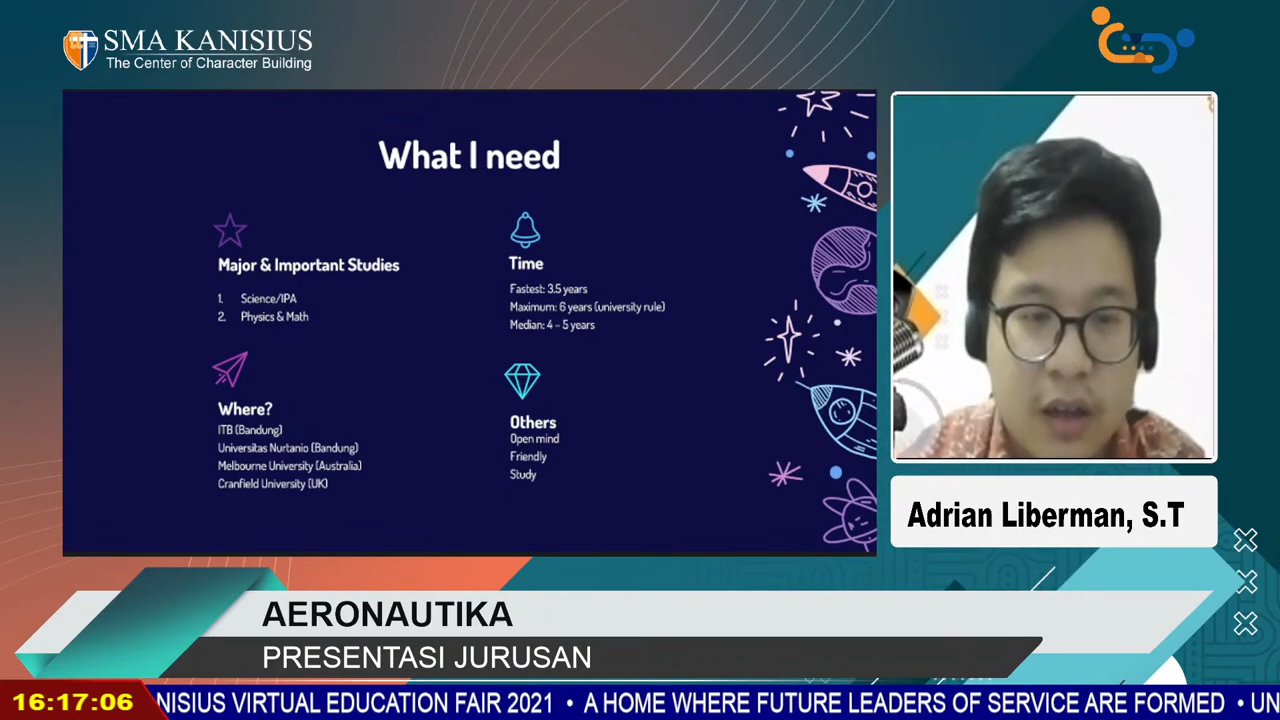 SMA KANISIUS
The Center of Character Building
What I need
Major & Important Studies
1. Science/IPA
2. Physics & Math
Time
Fastest: 3.5 years
Maximum: 6 years (university rule)
Median: 4 – 5 years
Where?
ITB (Bandung)
Universitas Nurtanio (Bandung)
Melbourne University (Australia)
Cranfield University (UK)
Others
Open mind
Friendly
Study
Adrian Liberman, S.T
AERONAUTIKA
PRESENTASI JURUSAN
16:17:06 NISIUS VIRTUAL EDUCATION FAIR 2021 • A HOME WHERE FUTURE LEADERS OF SERVICE ARE FORMED • UN